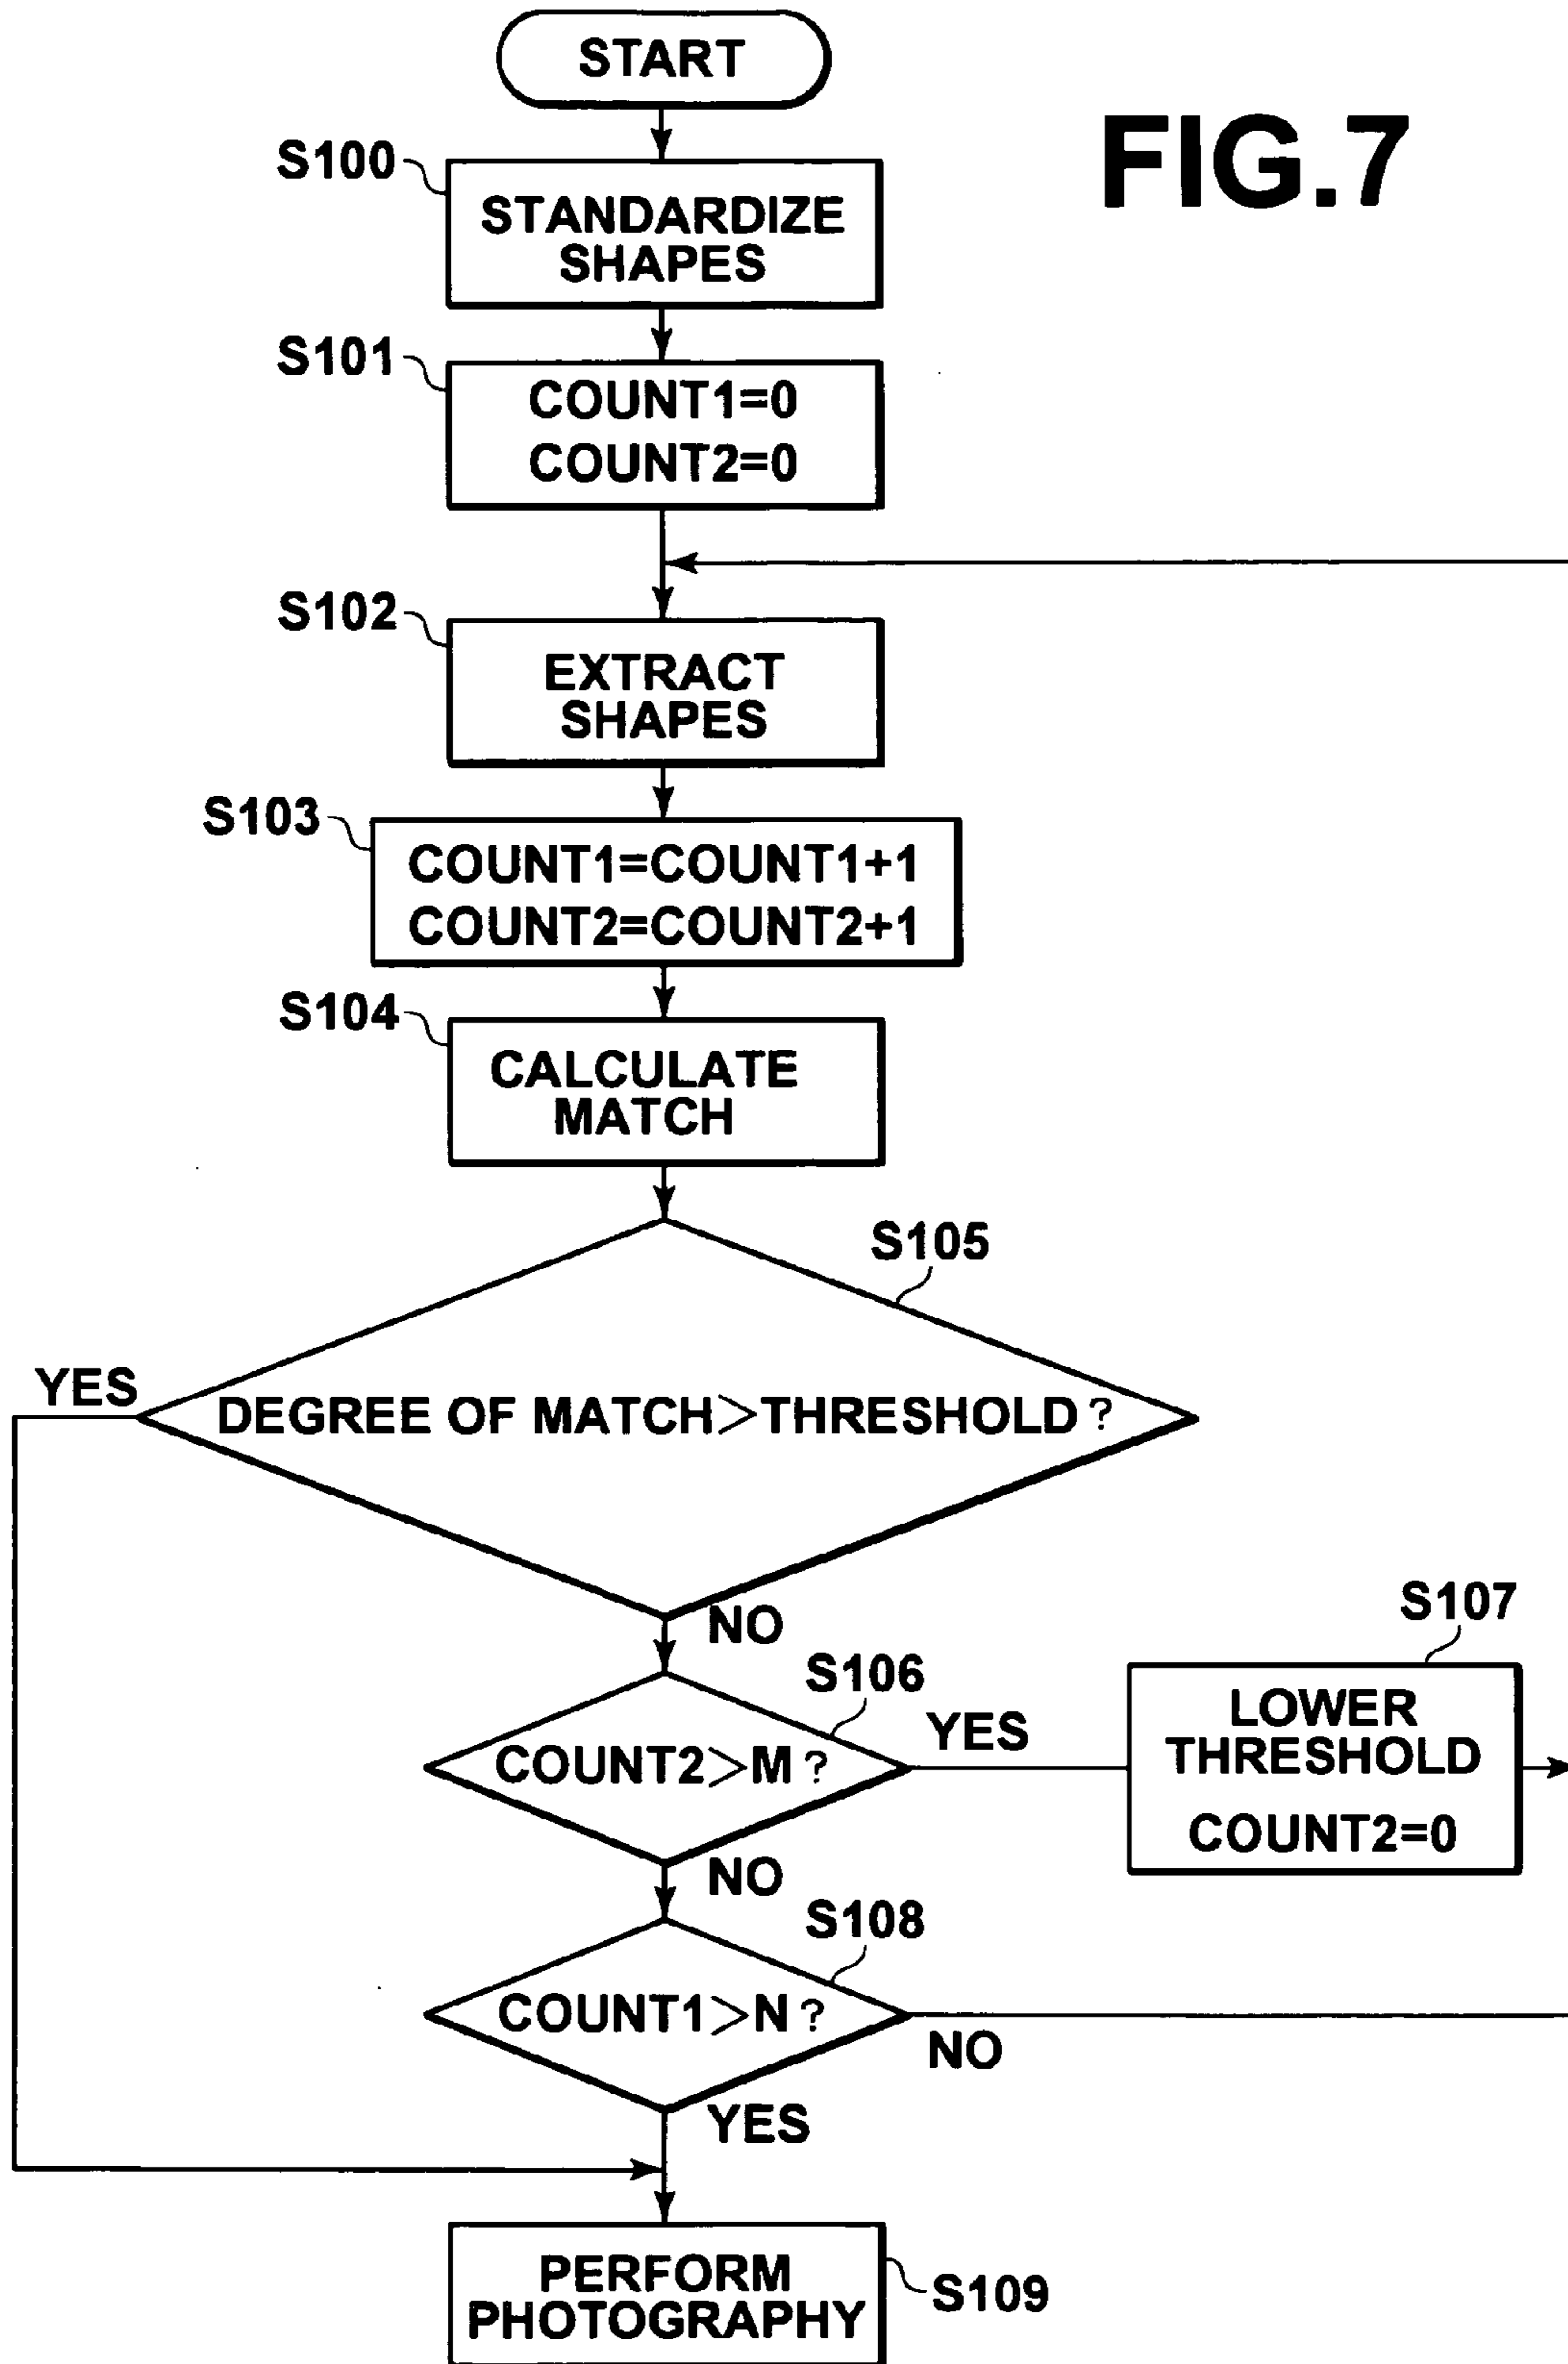 START
FIG.7
S100
STANDARDIZE
SHAPES
S101
COUNT1=0
COUNT2=0
S102
EXTRACT
SHAPES
S103
COUNT1=COUNT1+1
COUNT2=COUNT2+1
S104
CALCULATE
MATCH
S105
YES
DEGREE OF MATCH>THRESHOLD?
NO
S106
COUNT2>M?
YES
S107
LOWER
THRESHOLD
COUNT2=0
NO
S108
COUNT1>N?
NO
YES
PERFORM
PHOTOGRAPHY
S109